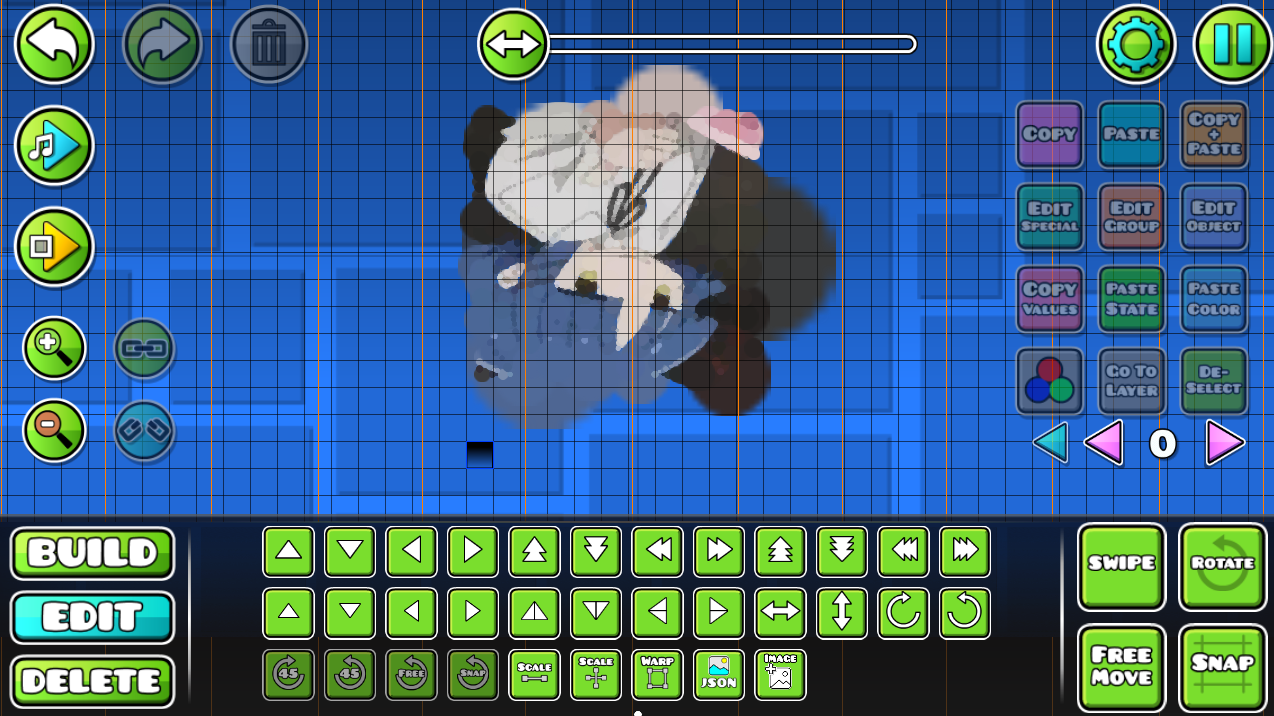 COPY
PASTE
COPY
+
PASTE
EDIT
SPECIAL
EDIT
GROUP
EDIT
OBJECT
COPY
VALUES
PASTE
STATE
PASTE
COLOR
GO TO
LAYER
DE-
SELECT
0
BUILD
EDIT
DELETE
45
45
FREE
SNAP
SCALE
SCALE
WARP
JSON
IMAGE
SWIPE
ROTATE
FREE
MOVE
SNAP